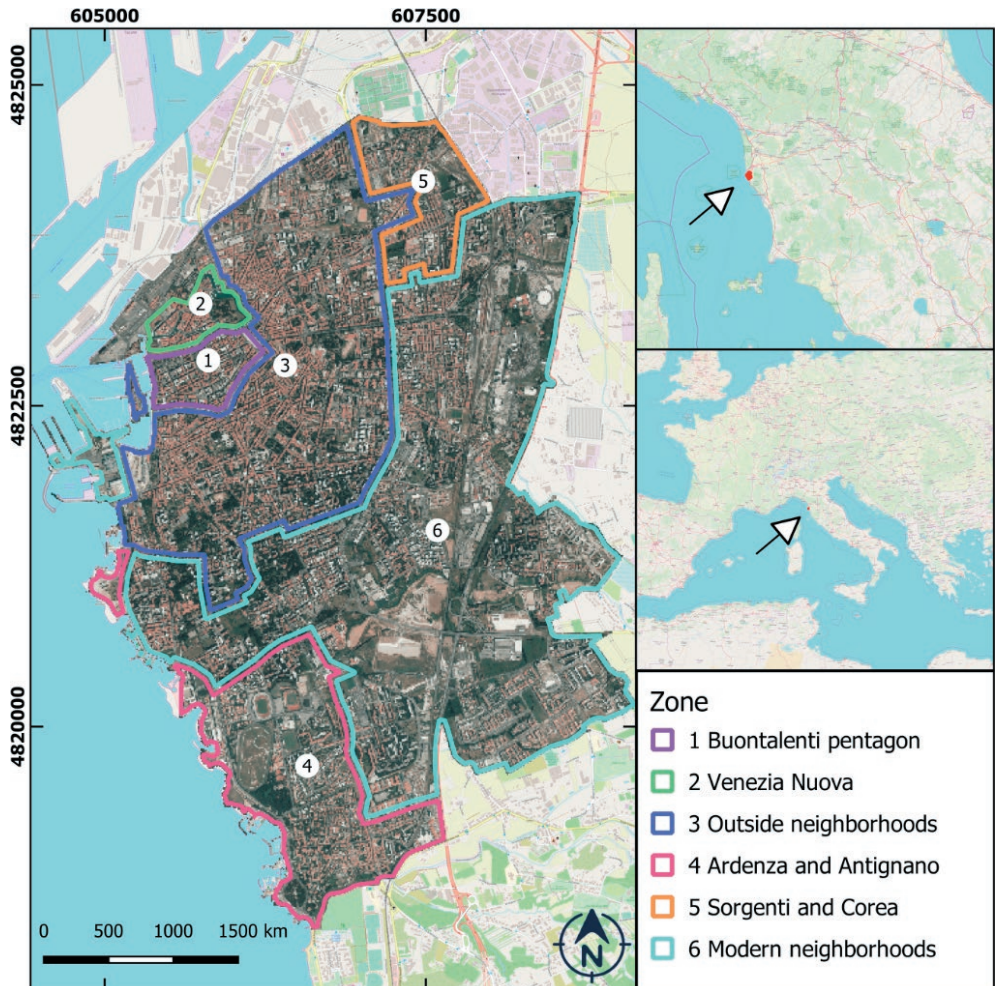 605000
607500
4825000
4822500
4820000
5
2
1
3
6
4
0 500 1000 1500 km
N
Zone
1 Buontalenti pentagon
2 Venezia Nuova
3 Outside neighborhoods
4 Ardenza and Antignano
5 Sorgenti and Corea
6 Modern neighborhoods